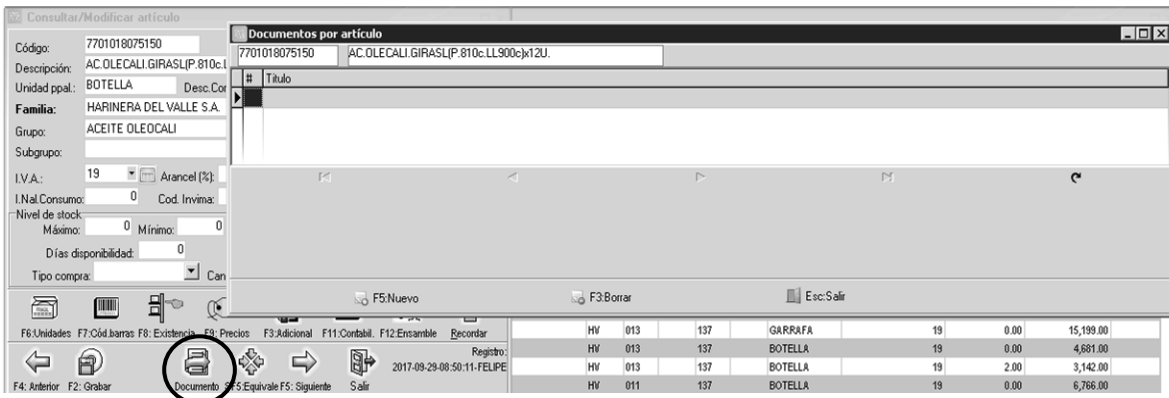 Consultar/Modificar artículo
Código: 7701018075150
Descripción: AC.OLECALI.GIRASL(P.810c.L
Unidad ppal.: BOTELLA Desc.Cor
Familia: HARINERA DEL VALLE S.A.
Grupo: ACEITE OLEOCALI
Subgrupo:
I.V.A.: 19 Arancel (%):
I.Nal.Consumo: 0 Cod. Invima:
Nivel de stock
Máximo: 0 Mínimo: 0
Días disponibilidad: 0
Tipo compra: Can
Documentos por artículo
7701018075150 AC.OLECALI.GIRASL(P.810c.LL900c)x12U.
# Titulo
F5:Nuevo F3:Borrar Esc:Salir
F6:Unidades F7:Cód.barras F8: Existencia F9: Precios F3:Adicional F11:Contabil. F12:Ensamble Recordar
Registro:
2017-09-29-08:50:11-FELIPE
F4: Anterior F2: Grabar Documento SF5:Equivale F5: Siguiente Salir
HV 013 137 GARRAFA 19 0.00 15,199.00
HV 013 137 BOTELLA 19 0.00 4,681.00
HV 013 137 BOTELLA 19 2.00 3,142.00
HV 011 137 BOTELLA 19 0.00 6,766.00